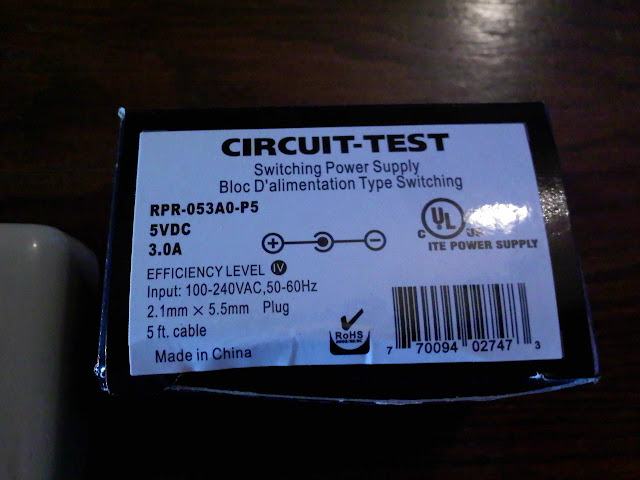 CIRCUIT-TEST
Switching Power Supply
Bloc D'alimentation Type Switching
RPR-053A0-P5
5VDC
3.0A
+ -
C UL US
ITE POWER SUPPLY
EFFICIENCY LEVEL IV
Input: 100-240VAC,50-60Hz
2.1mm × 5.5mm Plug
5 ft. cable
Made in China
RoHS
7 70094 02747 3